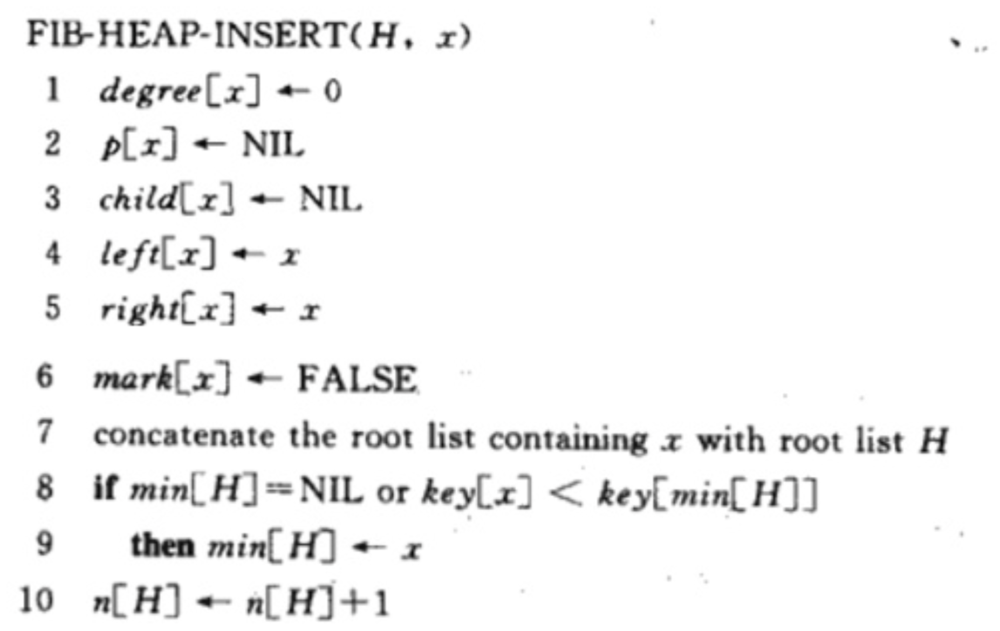 FIB-HEAP-INSERT(H, x)
1 degree[x] ← 0
2 p[x] ← NIL
3 child[x] ← NIL
4 left[x] ← x
5 right[x] ← x
6 mark[x] ← FALSE
7 concatenate the root list containing x with root list H
8 if min[H]=NIL or key[x] < key[min[H]]
9 then min[H] ← x
10 n[H] ← n[H]+1